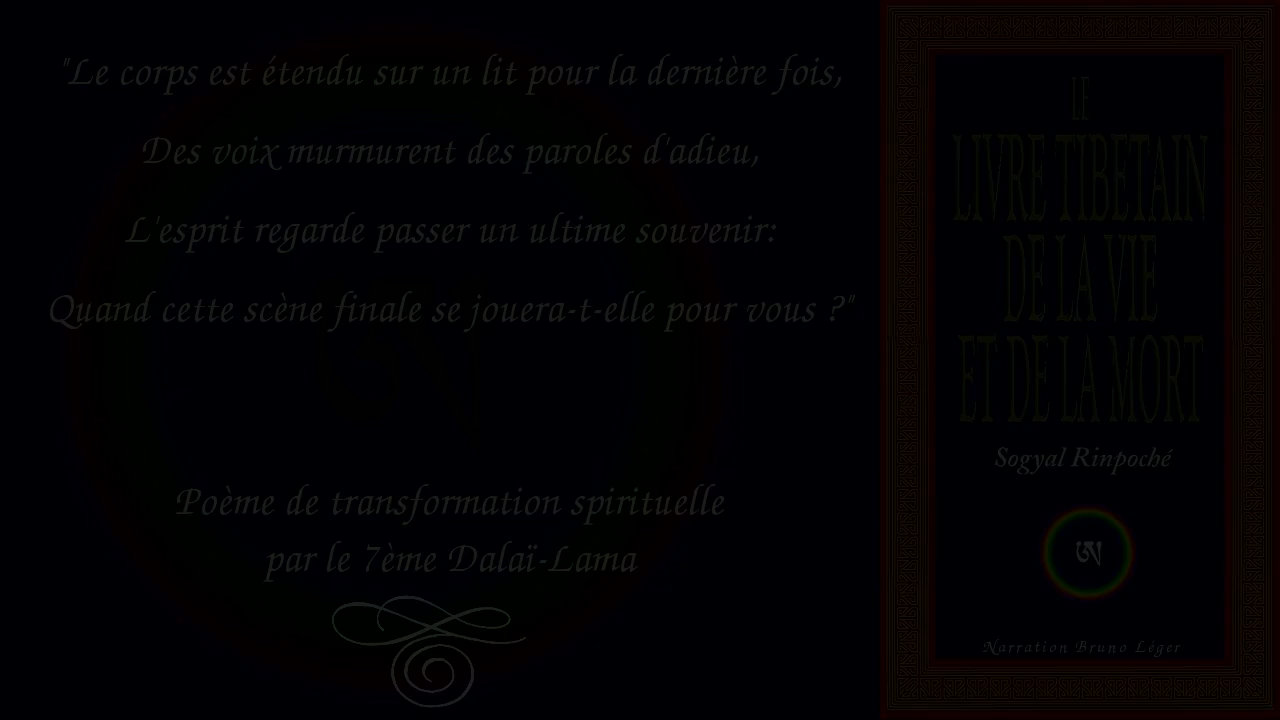 "Le corps est étendu sur un lit pour la dernière fois,
Des voix murmurent des paroles d'adieu,
L'esprit regarde passer un ultime souvenir:
Quand cette scène finale se jouera-t-elle pour vous ?"
Poème de transformation spirituelle
par le 7ème Dalaï-Lama
LE
LIVRE TIBETAIN
DE LA VIE
ET DE LA MORT
Sogyal Rinpoché
ཨ
Narration Bruno Léger